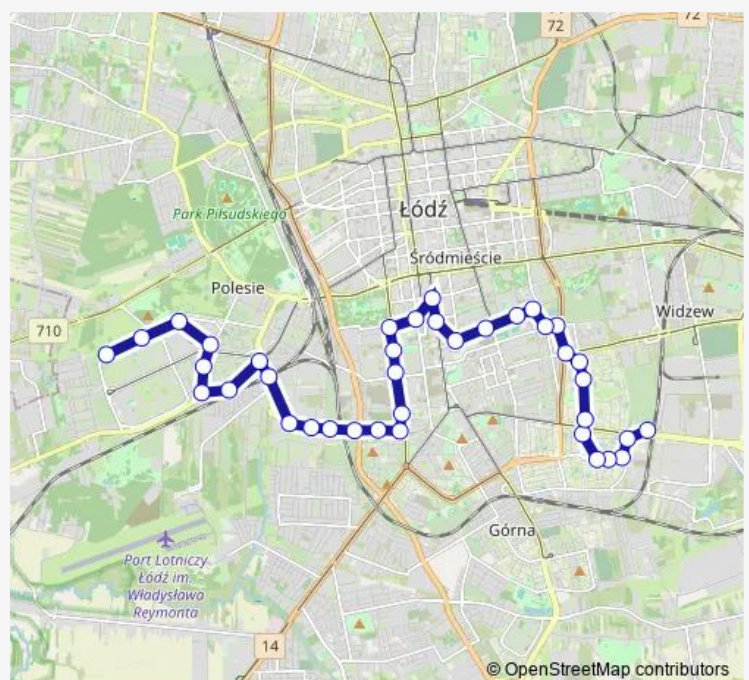 72
72
Park Piłsudskiego
Łódź
Śródmieście
Polesie
Widzew
710
Górna
Port Lotniczy
Łódź im.
Władysława
Reymonta
14
© OpenStreetMap contributors